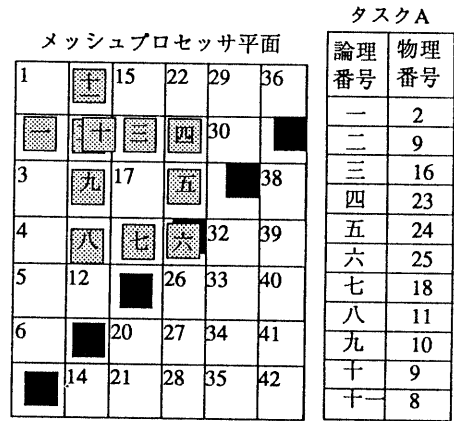 タスクA
メッシュプロセッサ平面
論理番号 物理番号
1 十 15 22 29 36
一 十 三 四 30
3 九 17 五 38
4 八 七 六 32 39
5 12 26 33 40
6 20 27 34 41
14 21 28 35 42
一 2
二 9
三 16
四 23
五 24
六 25
七 18
八 11
九 10
十 9
十一 8